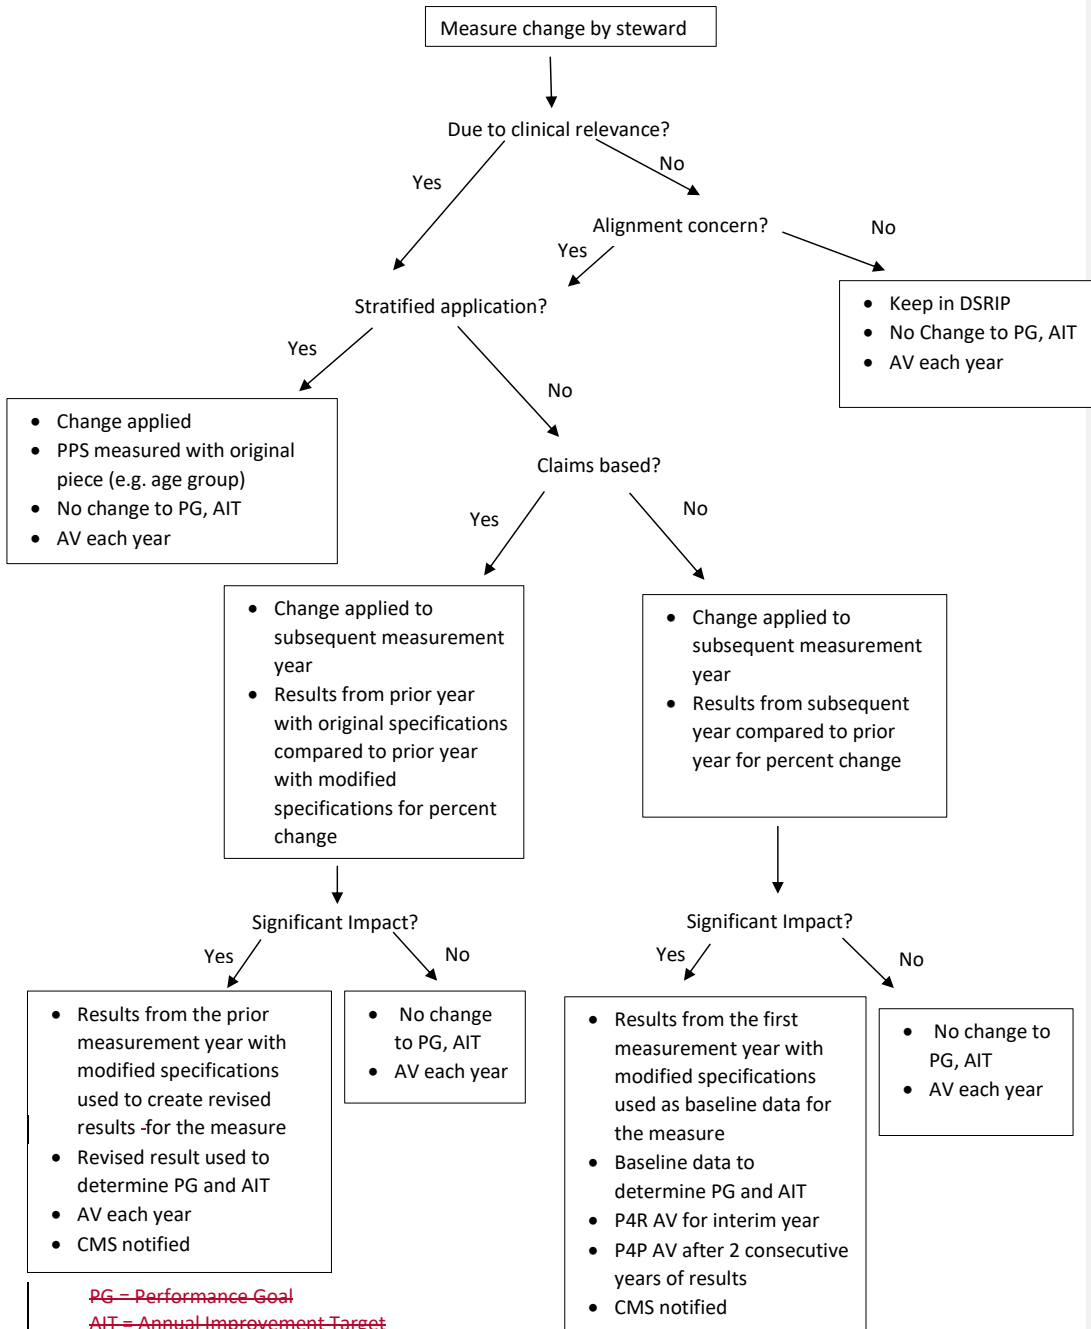 Measure change by steward
Due to clinical relevance?
Yes
No
Alignment concern?
Yes
No
Stratified application?
• Keep in DSRIP
• No Change to PG, AIT
• AV each year
Yes
No
• Change applied
• PPS measured with original
piece (e.g. age group)
• No change to PG, AIT
• AV each year
Claims based?
Yes
No
• Change applied to
subsequent measurement
year
• Results from prior year
with original specifications
compared to prior year
with modified
specifications for percent
change
• Change applied to
subsequent measurement
year
• Results from subsequent
year compared to prior
year for percent change
Significant Impact?
Yes
No
Significant Impact?
Yes
No
• Results from the prior
measurement year with
modified specifications
used to create revised
results -for the measure
• Revised result used to
determine PG and AIT
• AV each year
• CMS notified
• No change
to PG, AIT
• AV each year
• Results from the first
measurement year with
modified specifications
used as baseline data for
the measure
• Baseline data to
determine PG and AIT
• P4R AV for interim year
• P4P AV after 2 consecutive
years of results
• CMS notified
• No change to
PG, AIT
• AV each year
PG = Performance Goal
AIT = Annual Improvement Target